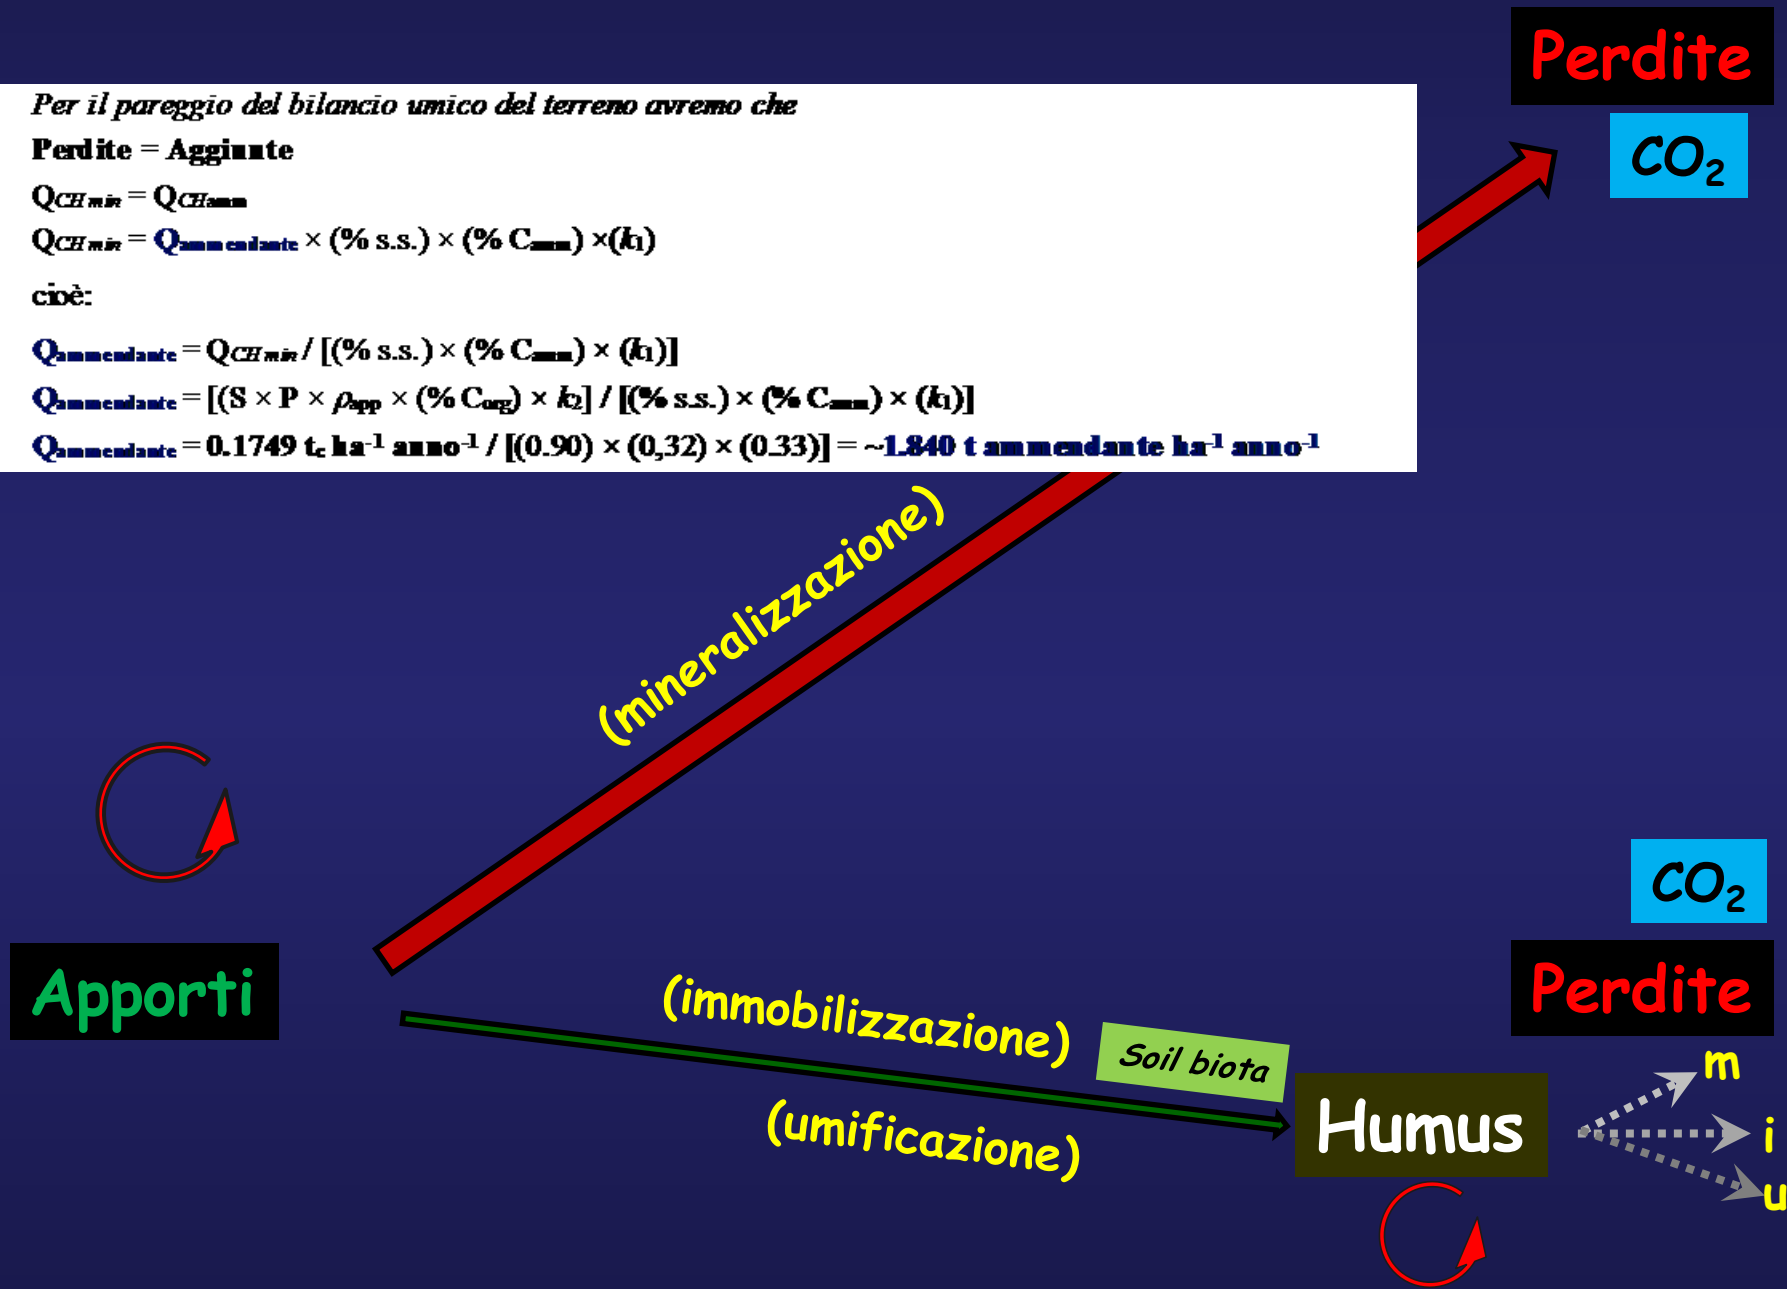 Perdite
CO2
Per il pareggio del bilancio umico del terreno avremo che
Perdite = Aggiunte
QCH min = QCHamm
QCH min = Qammendante × (% s.s.) × (% Camm) ×(k1)
cioè:
Qammendante = QCH min / [(% s.s.) × (% Camm) × (k1)]
Qammendante = [(S × P × ρapp × (% Corg) × k2] / [(% s.s.) × (% Camm) × (k1)]
Qammendante = 0.1749 tc ha-1 anno-1 / [(0.90) × (0,32) × (0.33)] = ~1.840 t ammendante ha-1 anno-1
(mineralizzazione)
CO2
Apporti
Perdite
(immobilizzazione)
Soil biota
(umificazione)
Humus
m
i
u